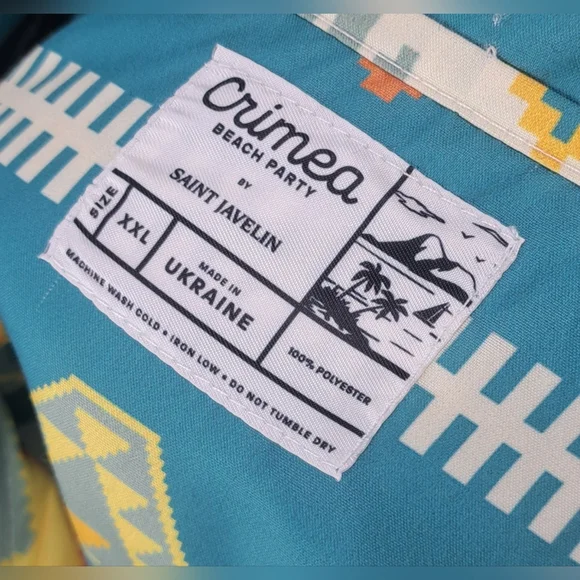 Crimea
BEACH PARTY
BY
SAINT JAVELIN
SIZE
XXL
MADE IN
UKRAINE
100% POLYESTER
MACHINE WASH COLD • IRON LOW • DO NOT TUMBLE DRY